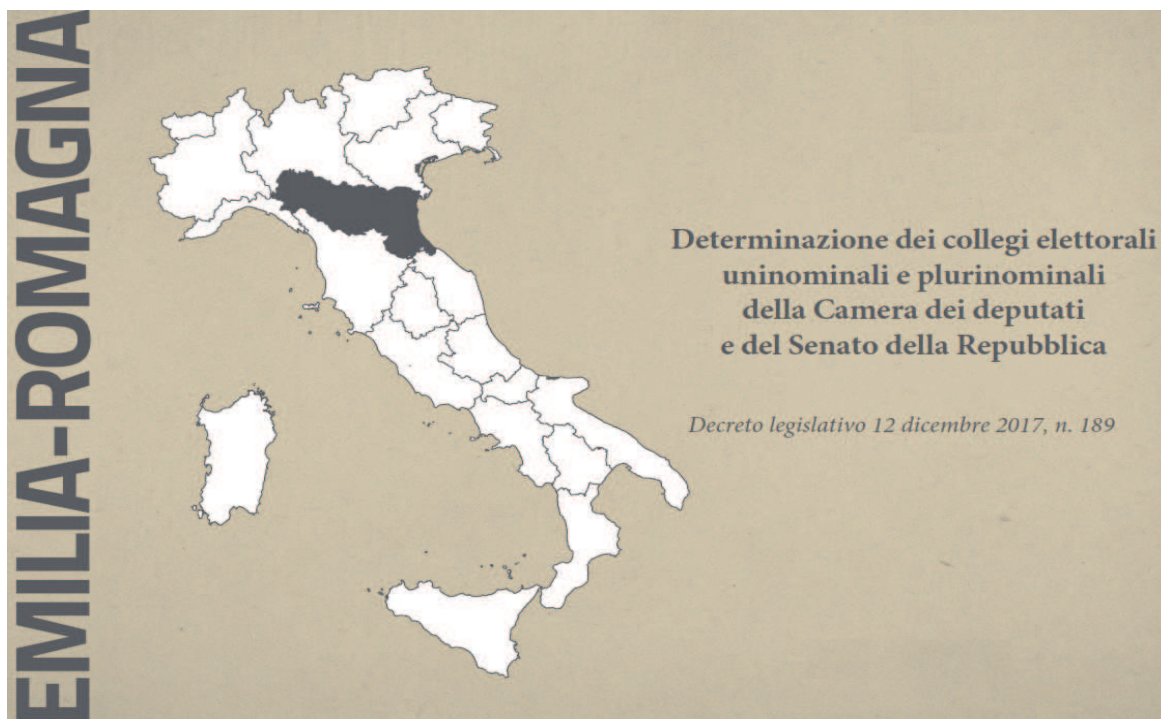 EMILIA-ROMAGNA
Determinazione dei collegi elettorali
uninominali e plurinominali
della Camera dei deputati
e del Senato della Repubblica
Decreto legislativo 12 dicembre 2017, n. 189